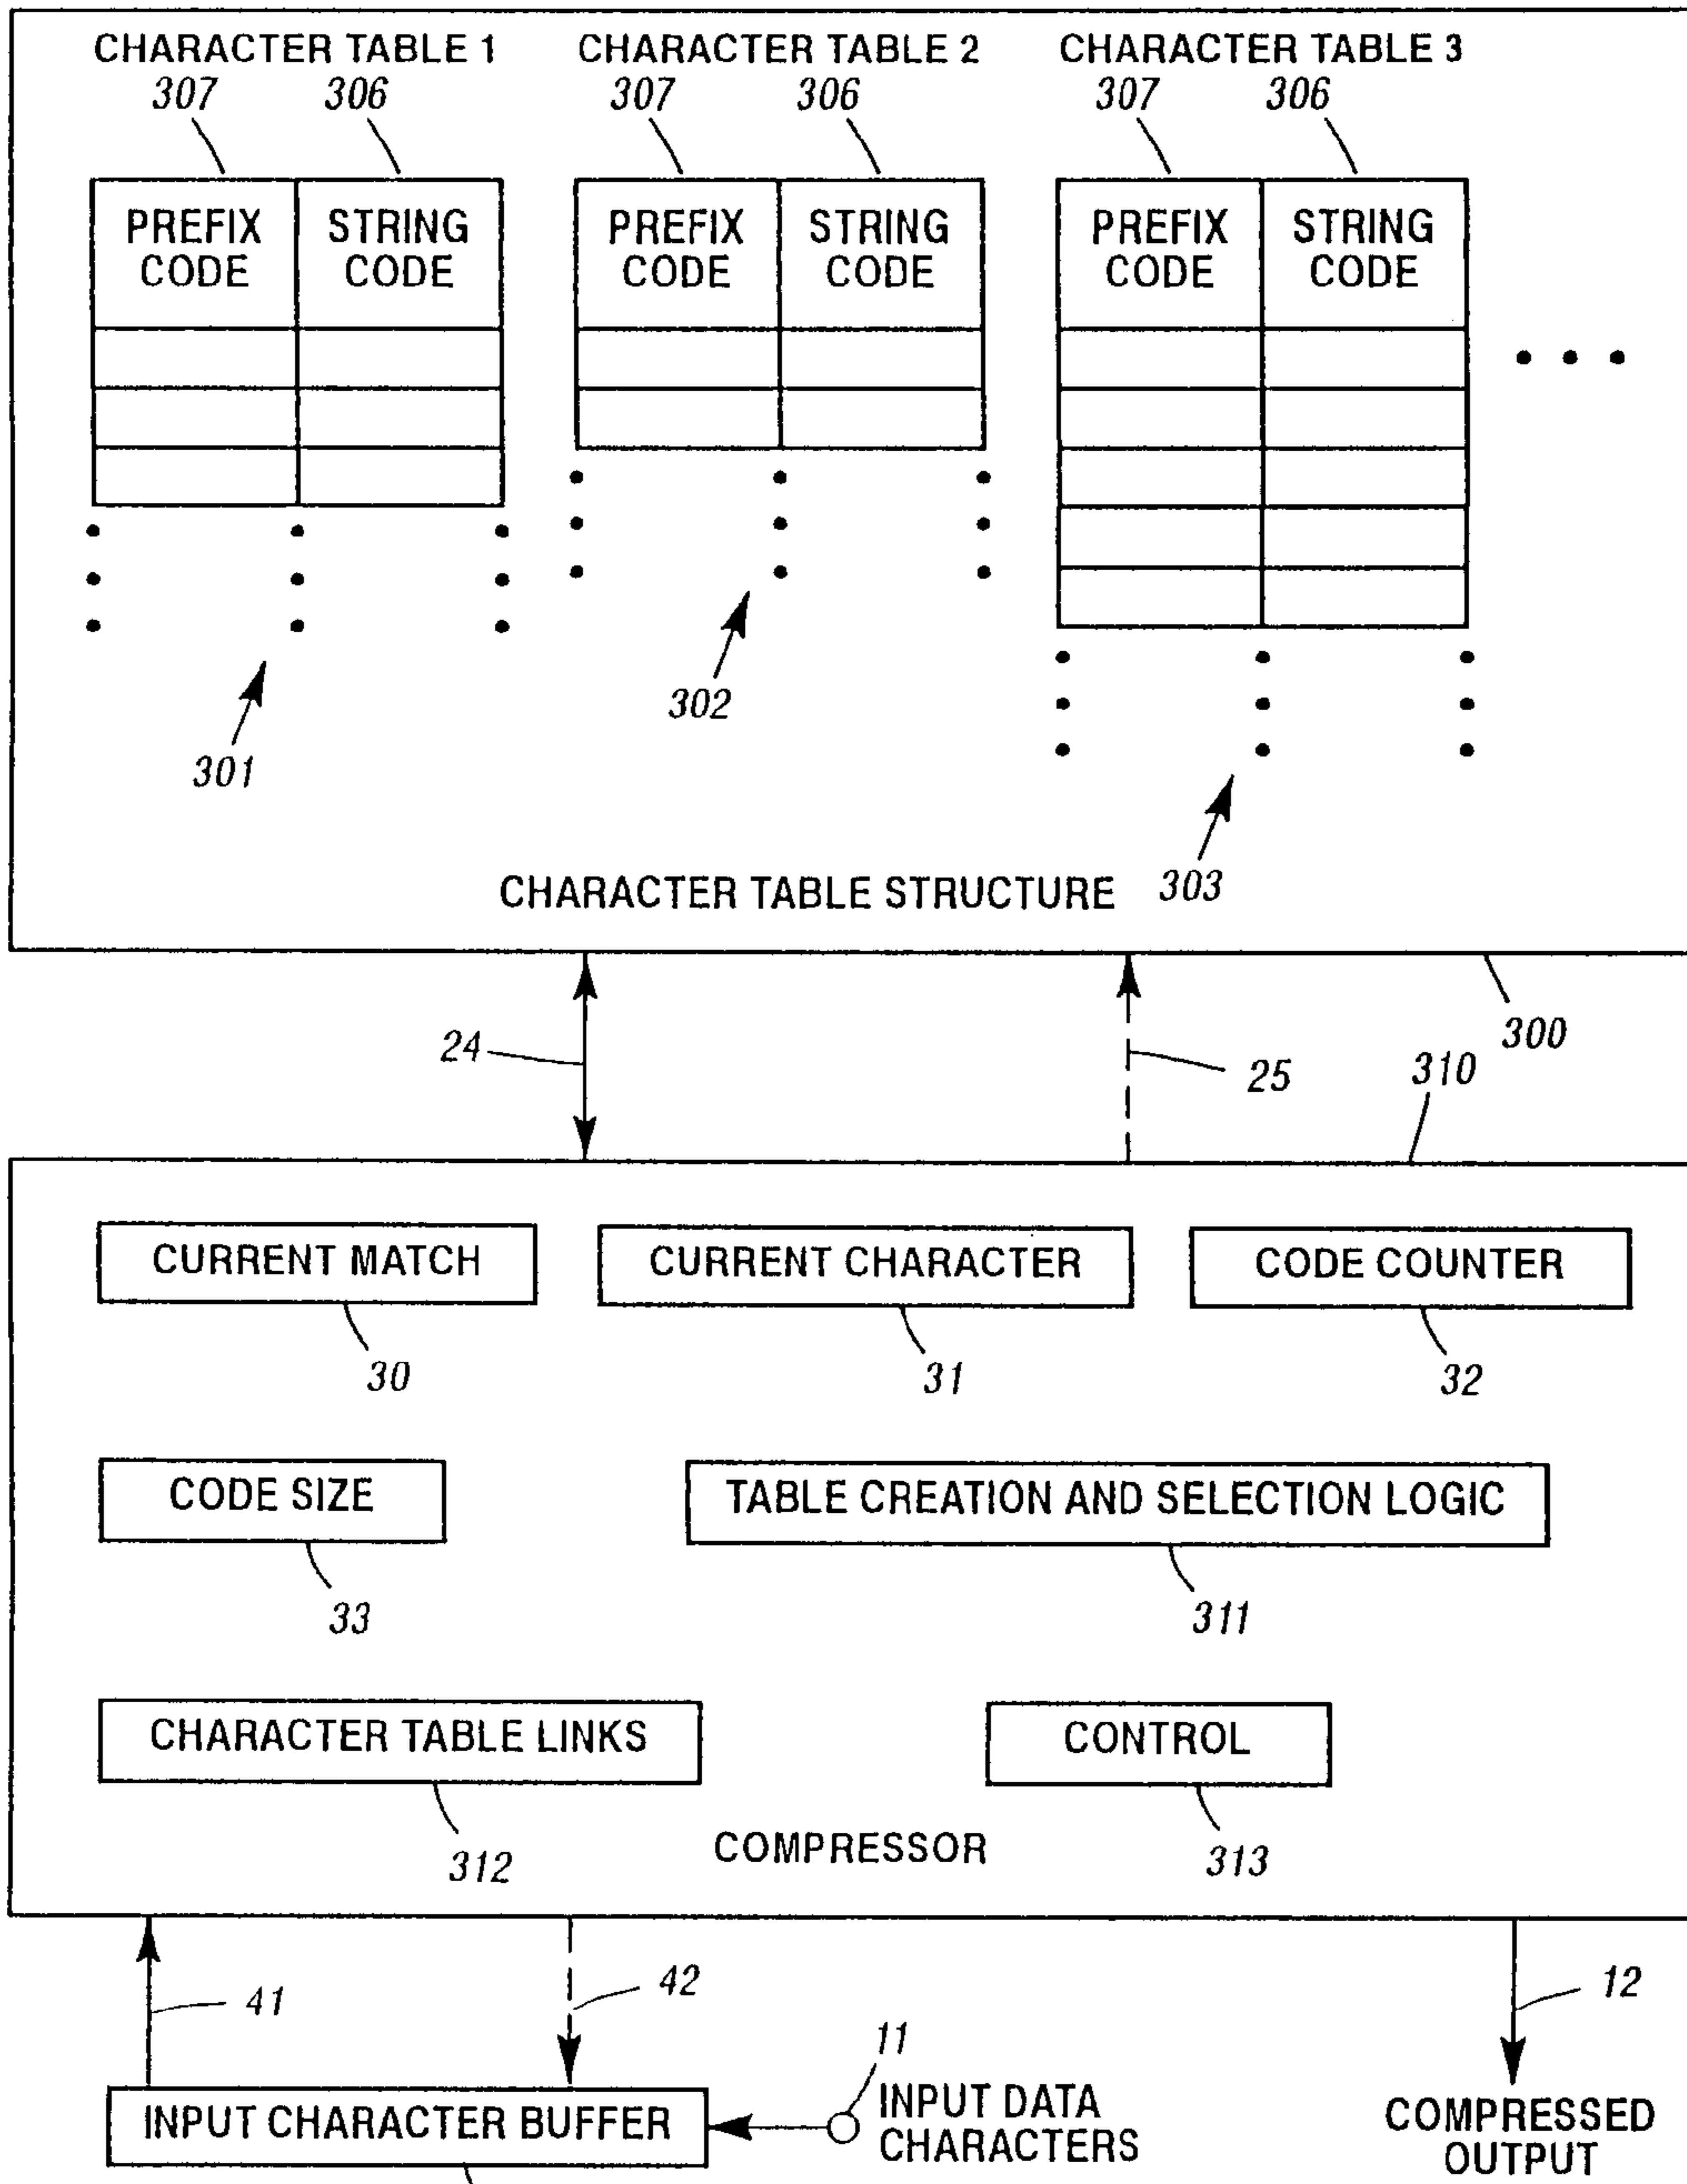 CHARACTER TABLE 1
CHARACTER TABLE 2
CHARACTER TABLE 3
307
306
307
306
307
306
PREFIX
CODE
STRING
CODE
PREFIX
CODE
STRING
CODE
PREFIX
CODE
STRING
CODE
301
302
303
CHARACTER TABLE STRUCTURE
24
25
300
310
CURRENT MATCH
CURRENT CHARACTER
CODE COUNTER
30
31
32
CODE SIZE
TABLE CREATION AND SELECTION LOGIC
33
311
CHARACTER TABLE LINKS
CONTROL
312
COMPRESSOR
313
41
42
12
11
INPUT CHARACTER BUFFER
INPUT DATA
CHARACTERS
COMPRESSED
OUTPUT